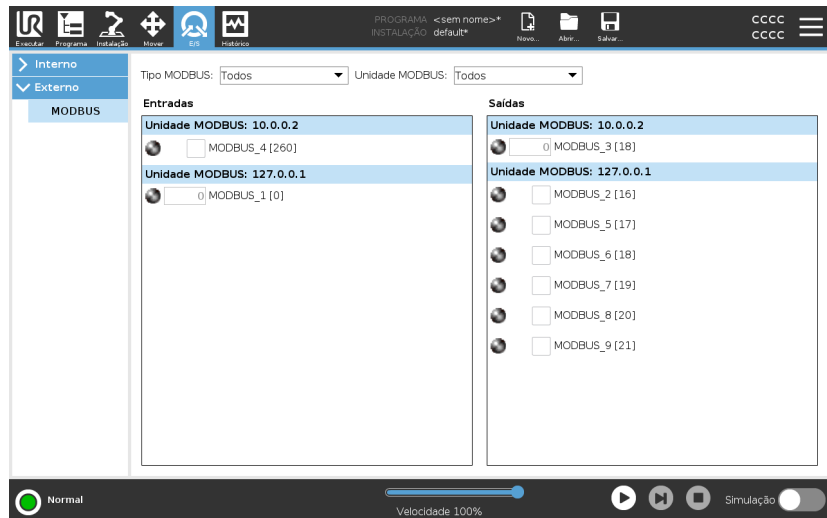 UR
Executar Programa Instalação Mover E/S Histórico
PROGRAMA <sem nome>*
INSTALAÇÃO default*
Novo... Abrir... Salvar...
cccc
cccc
Interno
Externo
MODBUS
Tipo MODBUS: Todos Unidade MODBUS: Todos
Entradas
Unidade MODBUS: 10.0.0.2
MODBUS_4 [260]
Unidade MODBUS: 127.0.0.1
0 MODBUS_1 [0]
Saídas
Unidade MODBUS: 10.0.0.2
0 MODBUS_3 [18]
Unidade MODBUS: 127.0.0.1
MODBUS_2 [16]
MODBUS_5 [17]
MODBUS_6 [18]
MODBUS_7 [19]
MODBUS_8 [20]
MODBUS_9 [21]
Normal
Velocidade 100%
Simulação